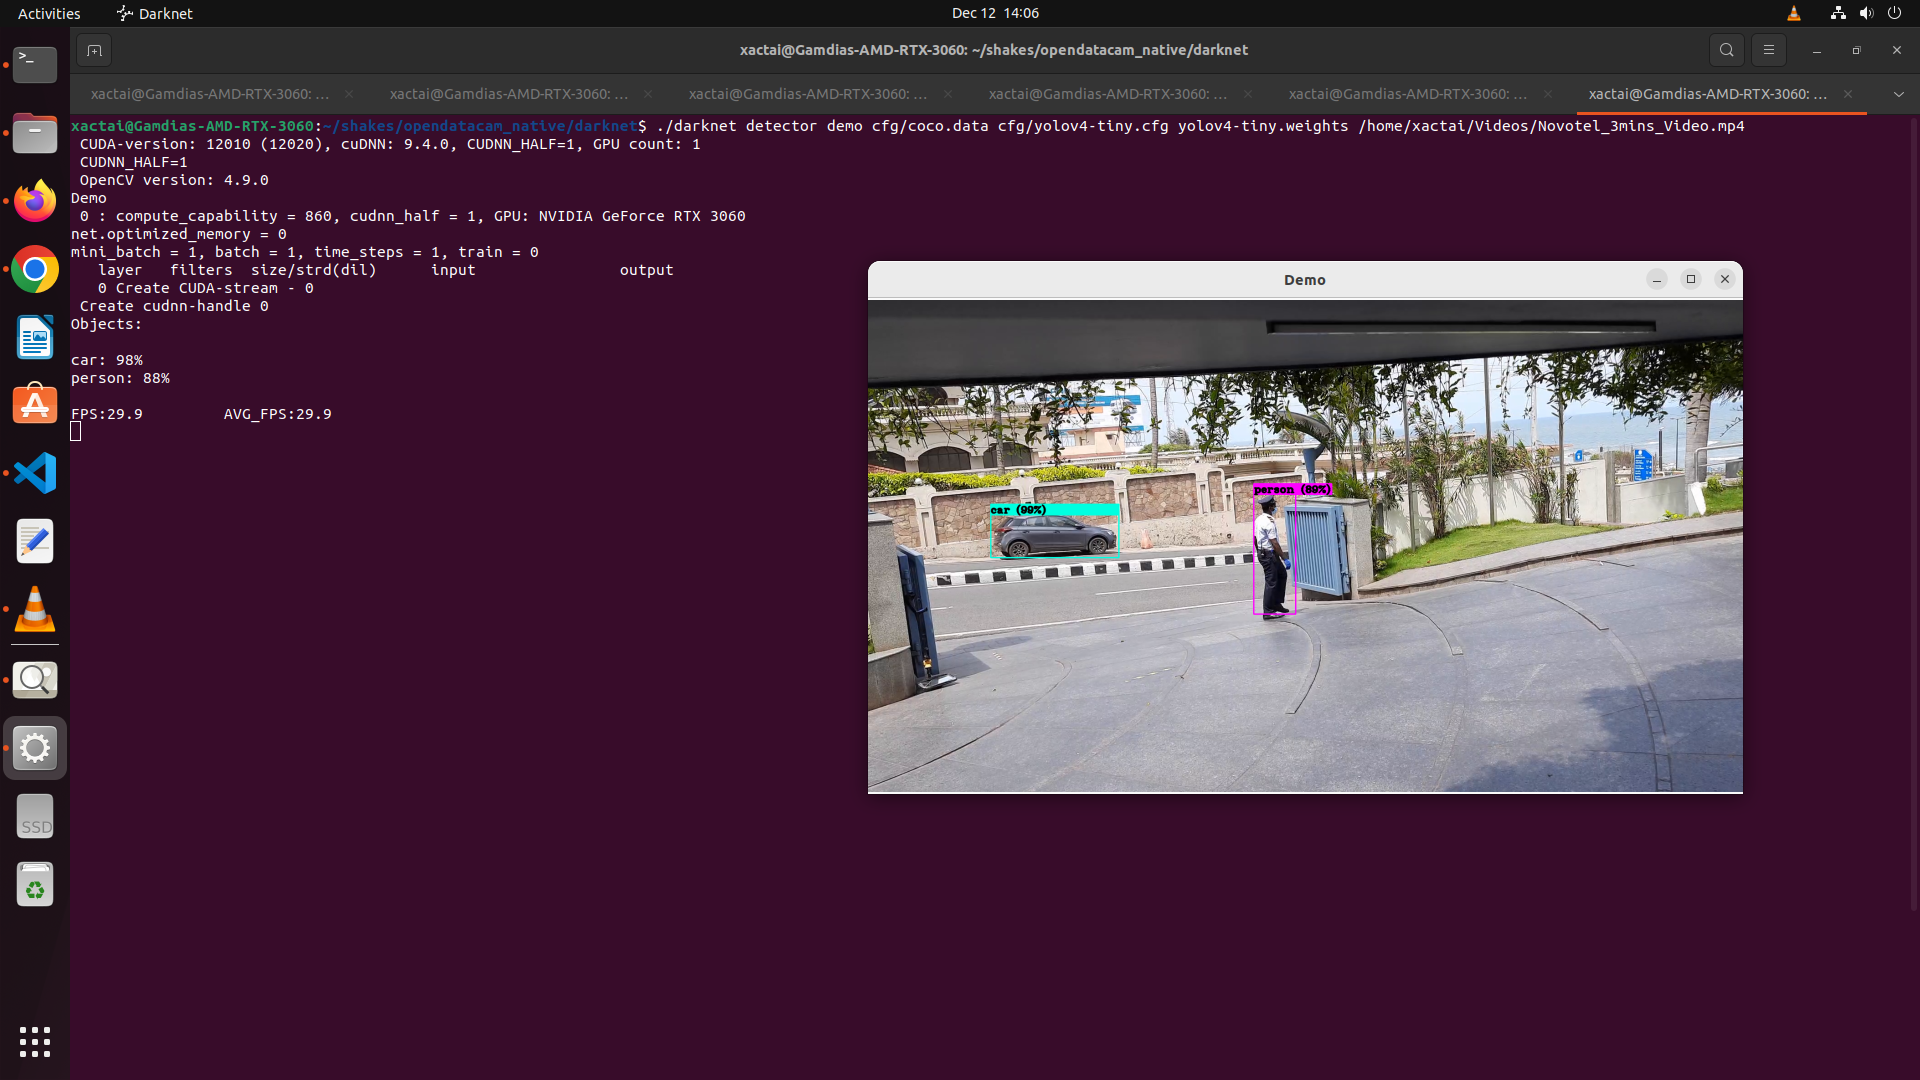 Activities
Darknet
Dec 12 14:06
xactai@Gamdias-AMD-RTX-3060: ~/shakes/opendatacam_native/darknet
xactai@Gamdias-AMD-RTX-3060: ...
xactai@Gamdias-AMD-RTX-3060: ...
xactai@Gamdias-AMD-RTX-3060: ...
xactai@Gamdias-AMD-RTX-3060: ...
xactai@Gamdias-AMD-RTX-3060: ...
xactai@Gamdias-AMD-RTX-3060: ...
xactai@Gamdias-AMD-RTX-3060:~/shakes/opendatacam_native/darknet$ ./darknet detector demo cfg/coco.data cfg/yolov4-tiny.cfg yolov4-tiny.weights /home/xactai/Videos/Novotel_3mins_Video.mp4
CUDA-version: 12010 (12020), cuDNN: 9.4.0, CUDNN_HALF=1, GPU count: 1
CUDNN_HALF=1
OpenCV version: 4.9.0
Demo
0 : compute_capability = 860, cudnn_half = 1, GPU: NVIDIA GeForce RTX 3060
net.optimized_memory = 0
mini_batch = 1, batch = 1, time_steps = 1, train = 0
layer filters size/strd(dil) input output
0 Create CUDA-stream - 0
Create cudnn-handle 0
Objects:
car: 98%
person: 88%
FPS:29.9 AVG_FPS:29.9
Demo
person (89%)
car (99%)
SSD